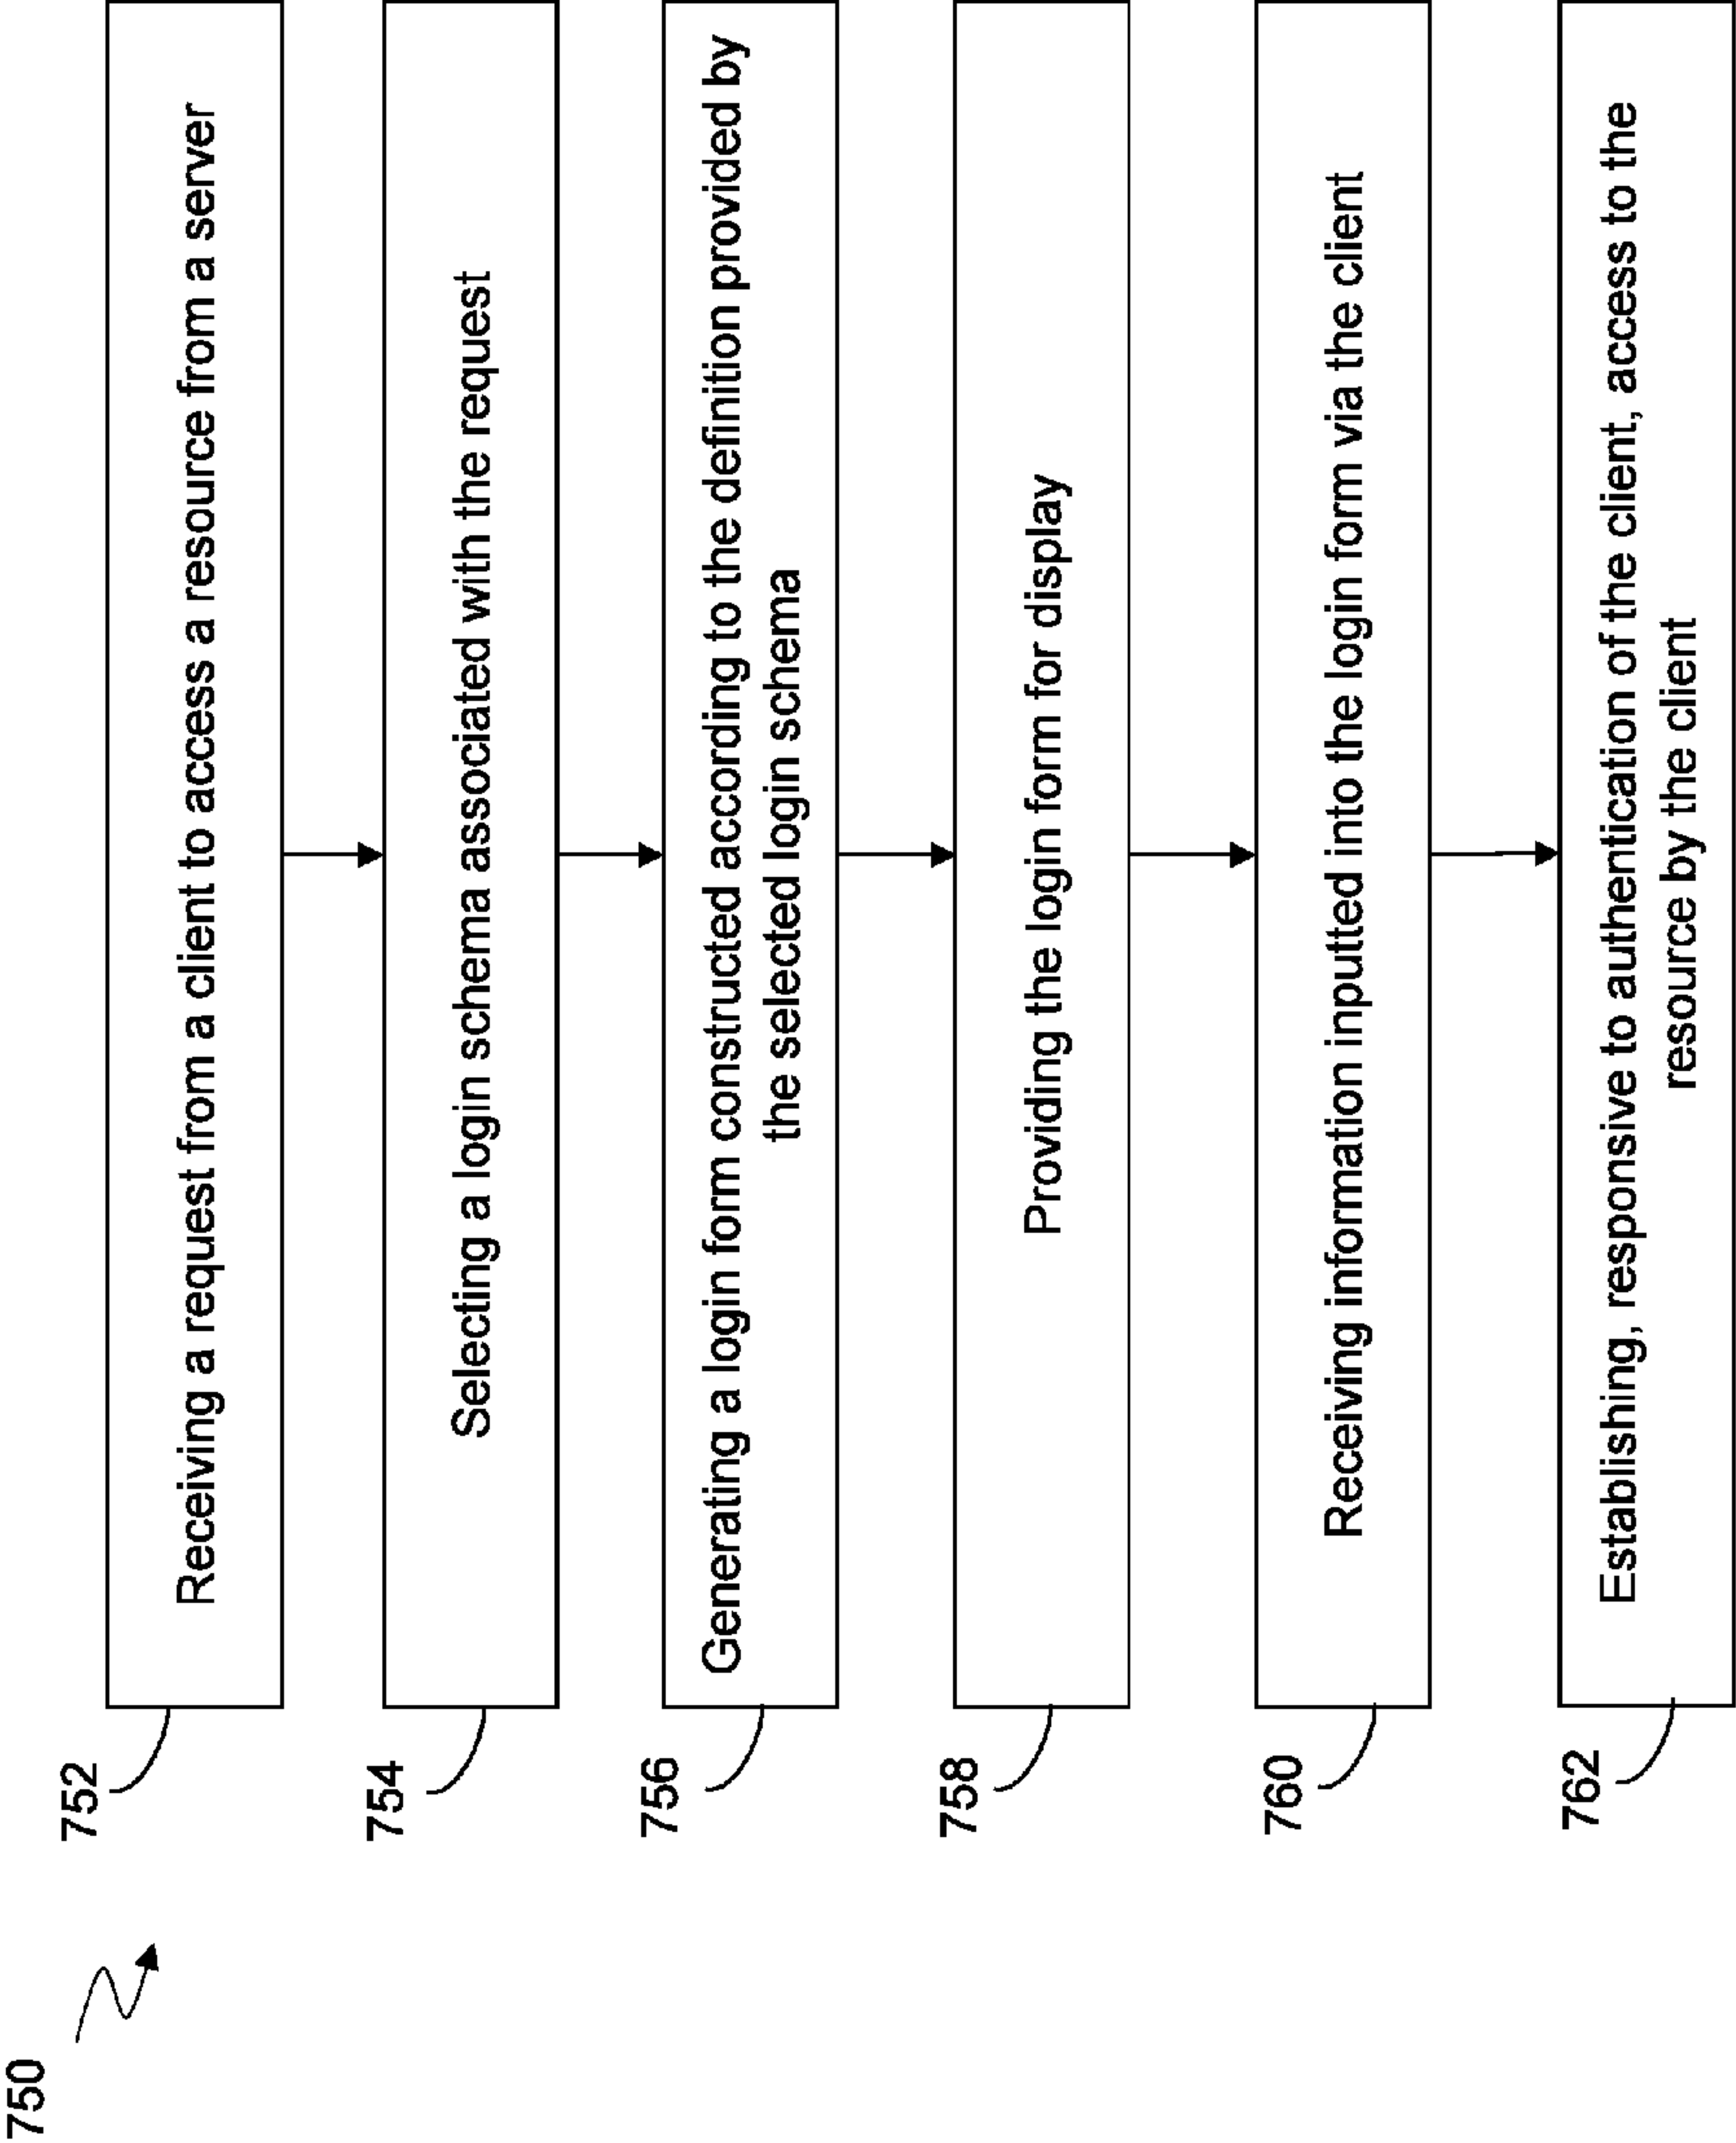 750
752
Receiving a request from a client to access a resource from a server
754
Selecting a login schema associated with the request
756
Generating a login form constructed according to the definition provided by
the selected login schema
758
Providing the login form for display
760
Receiving information inputted into the login form via the client
762
Establishing, responsive to authentication of the client, access to the
resource by the client